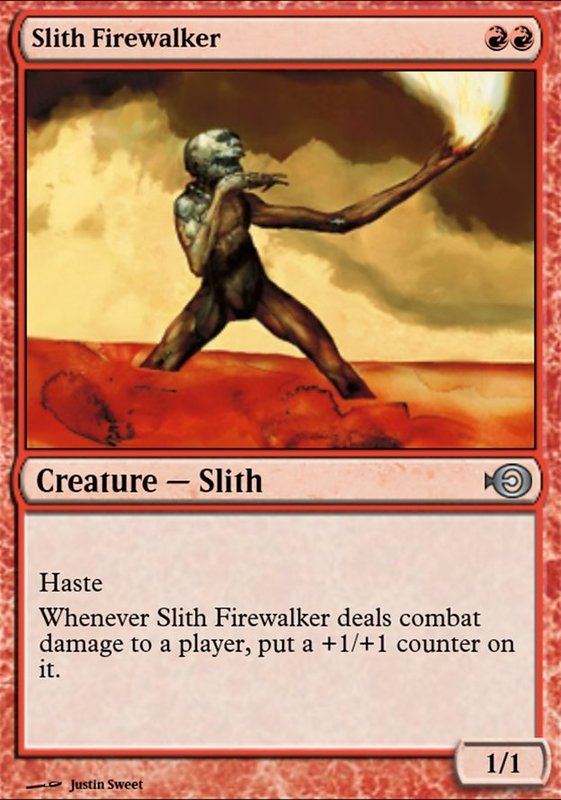 Slith Firewalker
Creature — Slith
Haste
Whenever Slith Firewalker deals combat
damage to a player, put a +1/+1 counter on
it.
1/1
Justin Sweet